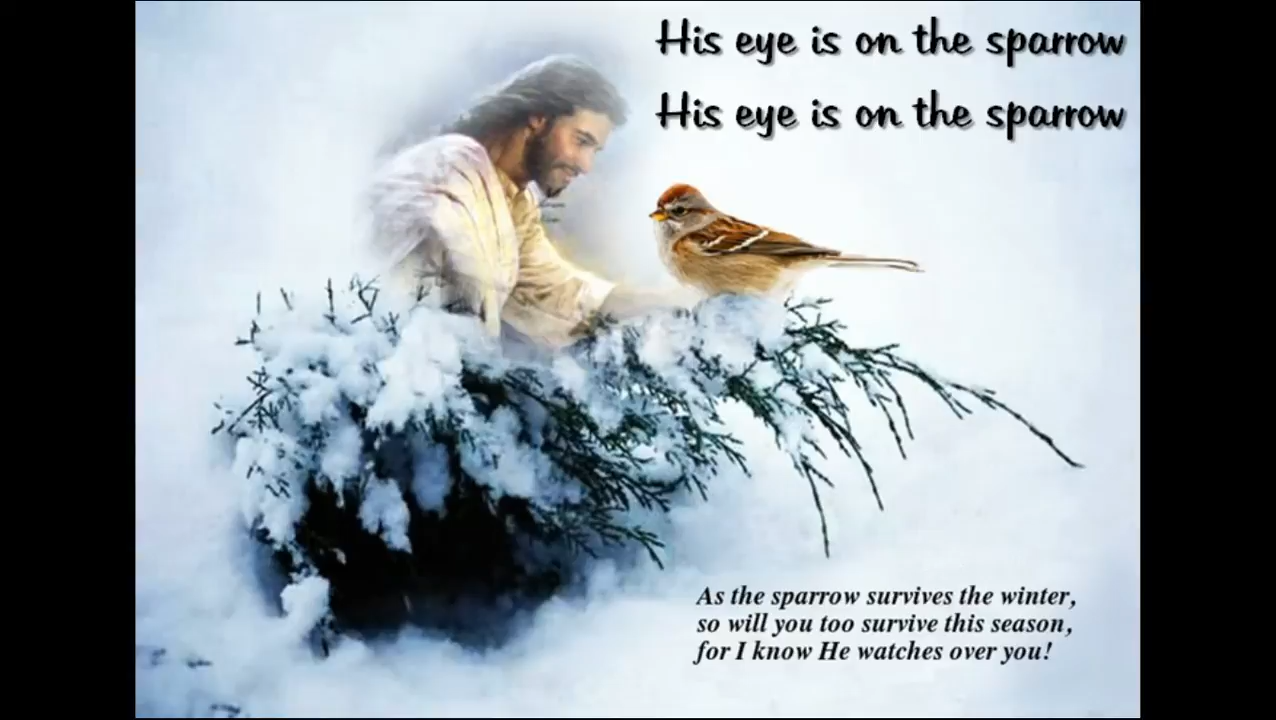 His eye is on the sparrow
His eye is on the sparrow
As the sparrow survives the winter,
so will you too survive this season,
for I know He watches over you!